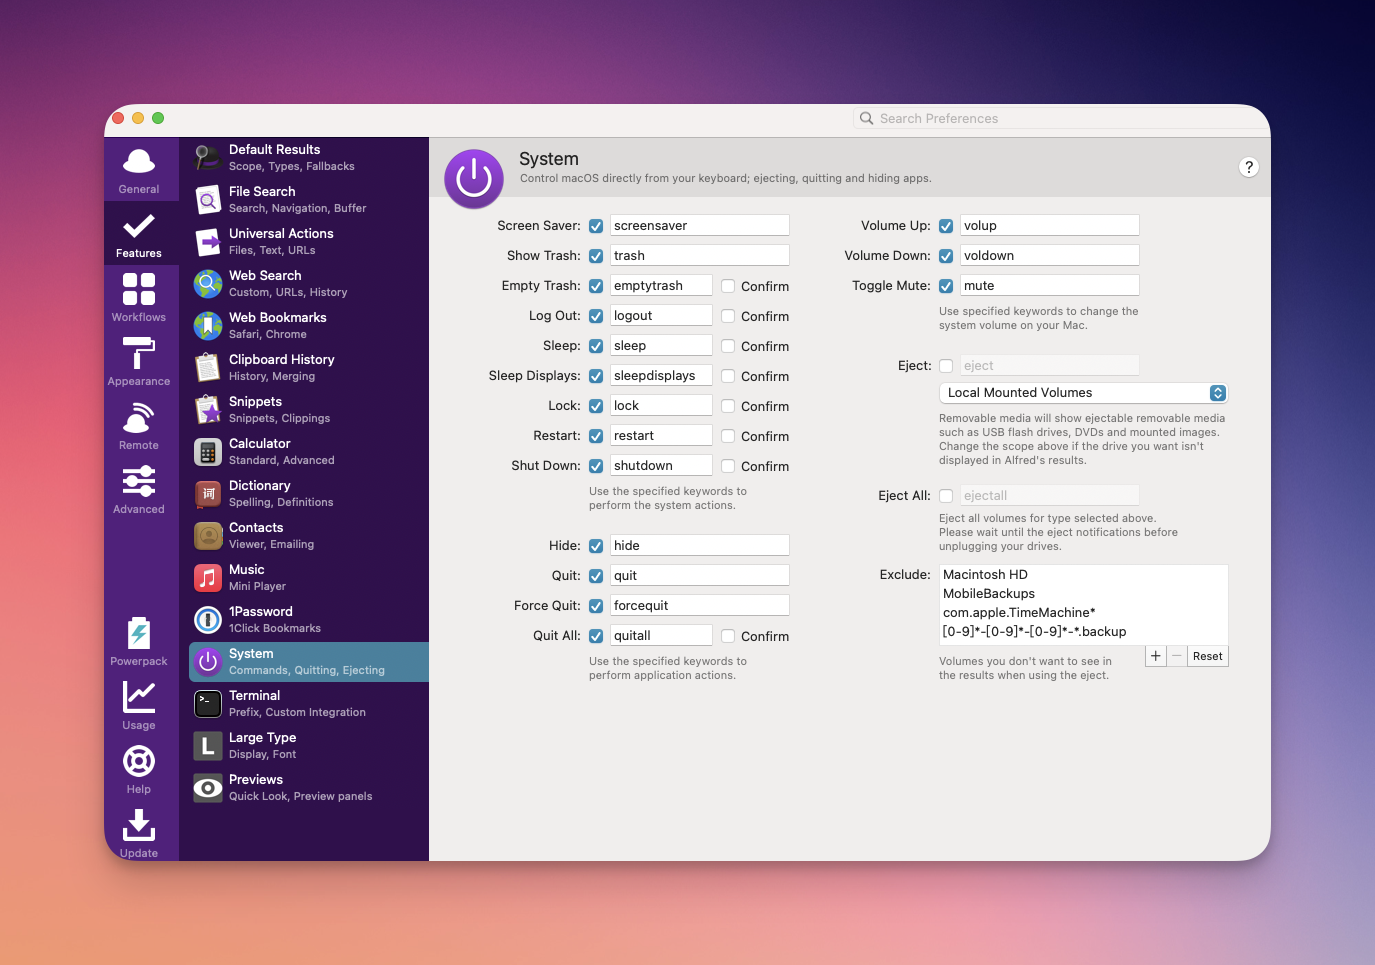 Search Preferences
General
Features
Workflows
Appearance
Remote
Advanced
Powerpack
Usage
Help
Update
Default Results
Scope, Types, Fallbacks
File Search
Search, Navigation, Buffer
Universal Actions
Files, Text, URLs
Web Search
Custom, URLs, History
Web Bookmarks
Safari, Chrome
Clipboard History
History, Merging
Snippets
Snippets, Clippings
Calculator
Standard, Advanced
词
Dictionary
Spelling, Definitions
Contacts
Viewer, Emailing
Music
Mini Player
1Password
1Click Bookmarks
System
Commands, Quitting, Ejecting
>_
Terminal
Prefix, Custom Integration
L
Large Type
Display, Font
Previews
Quick Look, Preview panels
System
Control macOS directly from your keyboard; ejecting, quitting and hiding apps.
?
Screen Saver: screensaver
Show Trash: trash
Empty Trash: emptytrash Confirm
Log Out: logout Confirm
Sleep: sleep Confirm
Sleep Displays: sleepdisplays Confirm
Lock: lock Confirm
Restart: restart Confirm
Shut Down: shutdown Confirm
Use the specified keywords to
perform the system actions.
Hide: hide
Quit: quit
Force Quit: forcequit
Quit All: quitall Confirm
Use the specified keywords to
perform application actions.
Volume Up: volup
Volume Down: voldown
Toggle Mute: mute
Use specified keywords to change the
system volume on your Mac.
Eject: eject
Local Mounted Volumes
Removable media will show ejectable removable media
such as USB flash drives, DVDs and mounted images.
Change the scope above if the drive you want isn't
displayed in Alfred's results.
Eject All: ejectall
Eject all volumes for type selected above.
Please wait until the eject notifications before
unplugging your drives.
Exclude: Macintosh HD
MobileBackups
com.apple.TimeMachine*
[0-9]*-[0-9]*-[0-9]*-*.backup
Volumes you don't want to see in
the results when using the eject.
+ − Reset